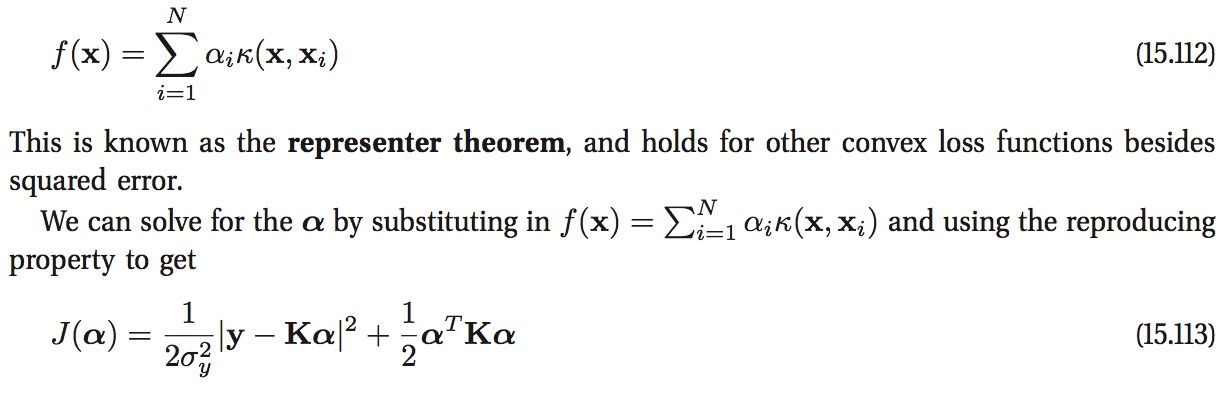 f(x) = ∑_{i=1}^{N} α_i κ(x, x_i) (15.112)
This is known as the representer theorem, and holds for other convex loss functions besides
squared error.
We can solve for the α by substituting in f(x) = ∑_{i=1}^{N} α_i κ(x, x_i) and using the reproducing
property to get
J(α) = \frac{1}{2σ_y^2} |y − Kα|^2 + \frac{1}{2} α^T Kα (15.113)